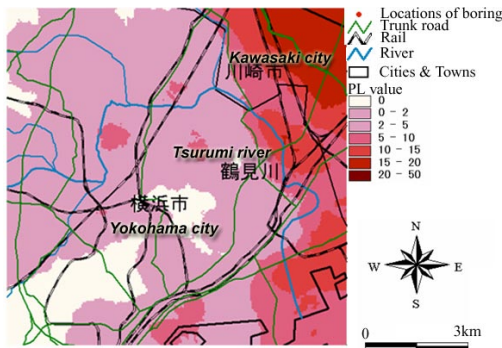 Kawasaki city
川崎市
Tsurumi river
鶴見川
横浜市
Yokohama city
Locations of boring
Trunk road
Rail
River
Cities & Towns
PL value
0
0 - 2
2 - 5
5 - 10
10 - 15
15 - 20
20 - 50
N
W E
S
0 3km